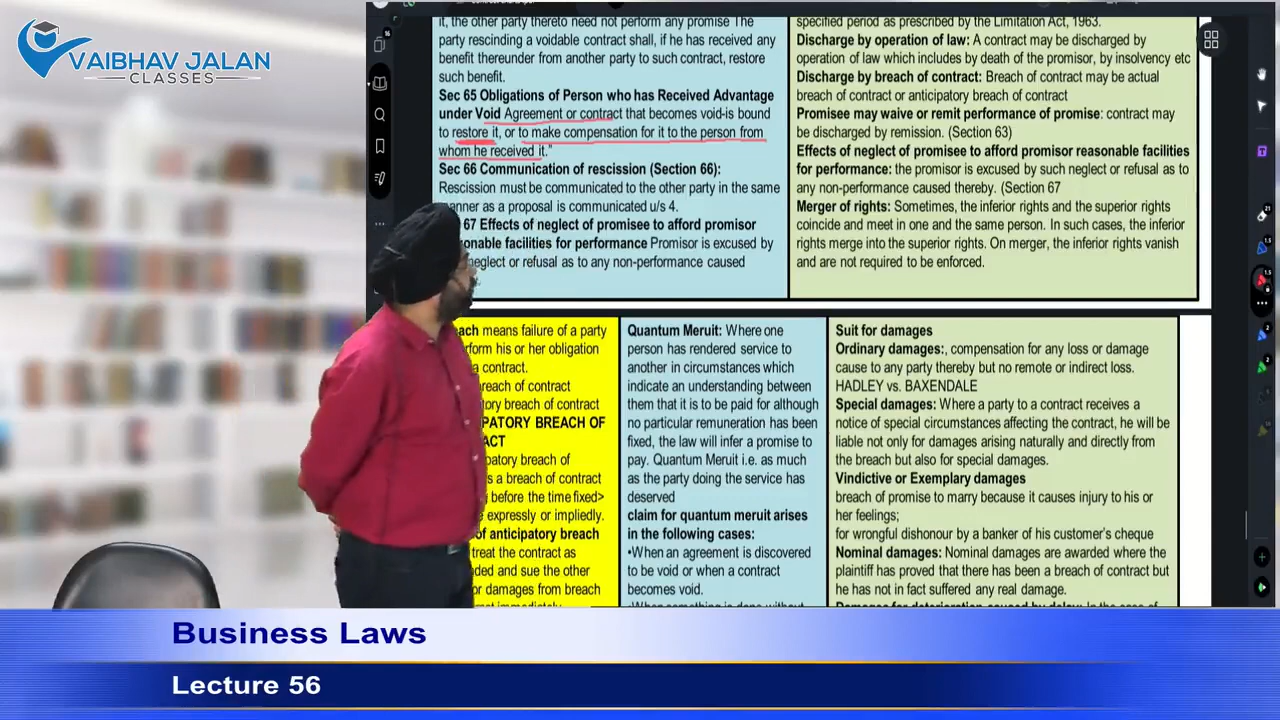 VAIBHAV JALAN
CLASSES
it, the other party thereto need not perform any promise The
party rescinding a voidable contract shall, if he has received any
benefit thereunder from another party to such contract, restore
such benefit.
Sec 65 Obligations of Person who has Received Advantage
under Void Agreement or contract that becomes void-is bound
to restore it, or to make compensation for it to the person from
whom he received it."
Sec 66 Communication of rescission (Section 66):
Rescission must be communicated to the other party in the same
manner as a proposal is communicated u/s 4.
67 Effects of neglect of promisee to afford promisor
facilities for performance Promisor is excused by
neglect or refusal as to any non-performance caused
specified period as prescribed by the Limitation Act, 1963.
Discharge by operation of law: A contract may be discharged by
operation of law which includes by death of the promisor, by insolvency etc
Discharge by breach of contract: Breach of contract may be actual
breach of contract or anticipatory breach of contract
Promisee may waive or remit performance of promise: contract may
be discharged by remission. (Section 63)
Effects of neglect of promisee to afford promisor reasonable facilities
for performance: the promisor is excused by such neglect or refusal as to
any non-performance caused thereby. (Section 67
Merger of rights: Sometimes, the inferior rights and the superior rights
coincide and meet in one and the same person. In such cases, the inferior
rights merge into the superior rights. On merger, the inferior rights vanish
and are not required to be enforced.
means failure of a party
his or her obligation
a contract.
breach of contract
breach of contract
BREACH OF
breach of
a breach of contract
before the time fixed>
expressly or impliedly.
of anticipatory breach
treat the contract as
and sue the other
damages from breach
immediately
Quantum Meruit: Where one
person has rendered service to
another in circumstances which
indicate an understanding between
them that it is to be paid for although
no particular remuneration has been
fixed, the law will infer a promise to
pay. Quantum Meruit i.e. as much
as the party doing the service has
deserved
claim for quantum meruit arises
in the following cases:
•When an agreement is discovered
to be void or when a contract
becomes void.
•When something is done without
Suit for damages
Ordinary damages:, compensation for any loss or damage
cause to any party thereby but no remote or indirect loss.
HADLEY vs. BAXENDALE
Special damages: Where a party to a contract receives a
notice of special circumstances affecting the contract, he will be
liable not only for damages arising naturally and directly from
the breach but also for special damages.
Vindictive or Exemplary damages
breach of promise to marry because it causes injury to his or
her feelings;
for wrongful dishonour by a banker of his customer's cheque
Nominal damages: Nominal damages are awarded where the
plaintiff has proved that there has been a breach of contract but
he has not in fact suffered any real damage.
Damages for deterioration caused by delay: In the case of
Business Laws
Lecture 56